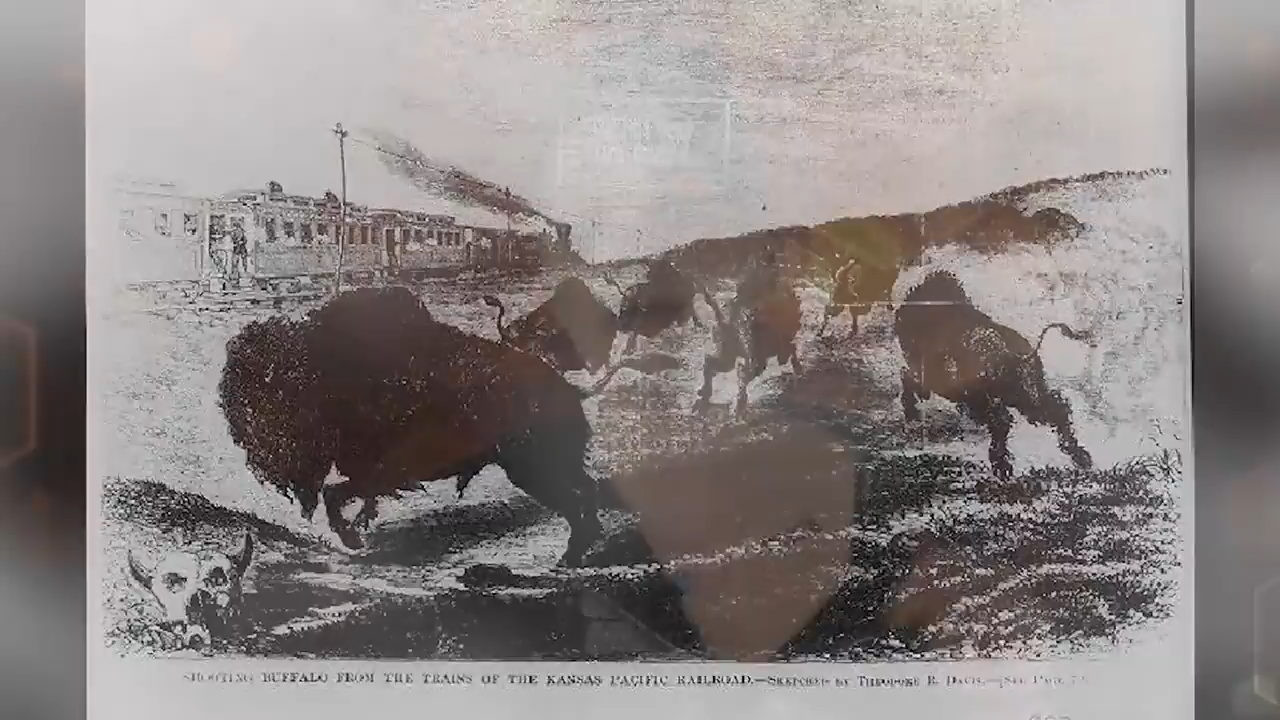 SHOOTING BUFFALO FROM THE TRAINS OF THE KANSAS PACIFIC RAILROAD.—Sketched by Theodore R. Davis.—[See Page